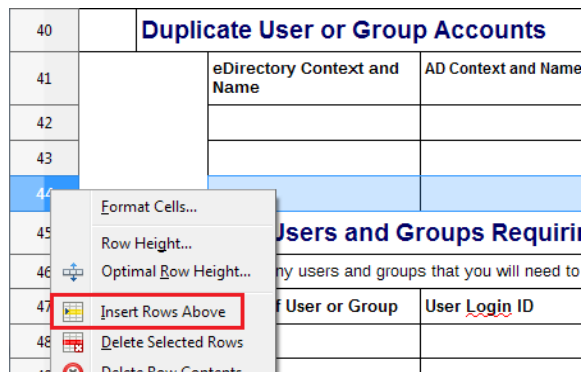 40 Duplicate User or Group Accounts
41 eDirectory Context and Name AD Context and Name
42
43
44
Format Cells...
45 Users and Groups Requirin
Row Height...
46 Optimal Row Height... ny users and groups that you will need to
47 Insert Rows Above f User or Group User Login ID
48 Delete Selected Rows
Delete Row Contents